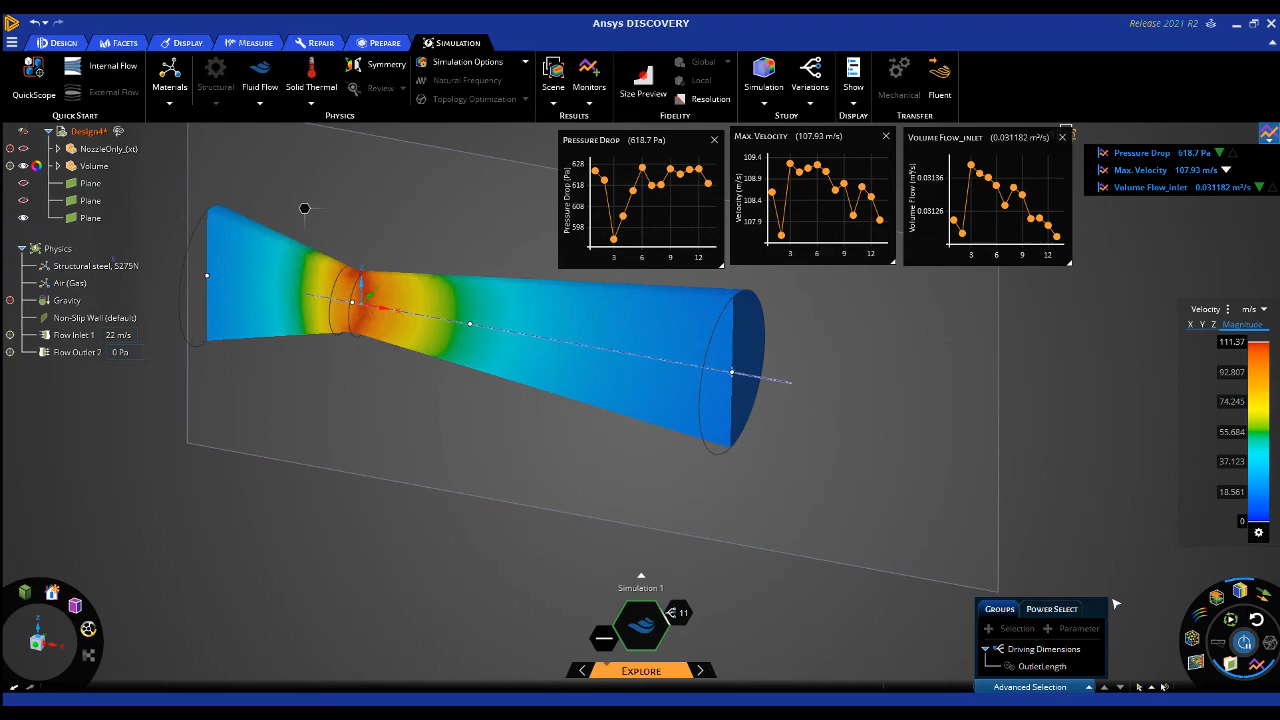 Ansys DISCOVERY
Release 2021 R2
DESIGN FACETS DISPLAY MEASURE REPAIR PREPARE SIMULATION
QuickScope
Internal Flow
External Flow
QUICK START
Materials
Structural
Fluid Flow
Solid Thermal
Symmetry
Review
PHYSICS
Simulation Options
Natural Frequency
Topology Optimization
Scene
Monitors
RESULTS
Size Preview
Global
Local
Resolution
FIDELITY
Simulation
Variations
STUDY
Show
DISPLAY
Mechanical
Fluent
TRANSFER
Design4*
NozzleOnly_(xt)
Volume
Plane
Plane
Plane
Physics
Structural steel, S275N
Air (Gas)
Gravity
Non-Slip Wall (default)
Flow Inlet 1 22 m/s
Flow Outlet 2 0 Pa
PRESSURE DROP (618.7 Pa)
Pressure Drop (Pa)
628
618
608
598
3 6 9 12
MAX. VELOCITY (107.93 m/s)
Velocity (m/s)
109.4
108.9
108.4
107.9
3 6 9 12
VOLUME FLOW_INLET (0.031182 m³/s)
Volume Flow (m³/s)
0.03136
0.03126
3 6 9 12
Pressure Drop 618.7 Pa
Max. Velocity 107.93 m/s
Volume Flow_inlet 0.031182 m³/s
Velocity m/s
X Y Z Magnitude
111.37
92.807
74.245
55.684
37.123
18.561
0
Z
X
Simulation 1
11
EXPLORE
GROUPS POWER SELECT
Selection Parameter
Driving Dimensions
OutletLength
Advanced Selection